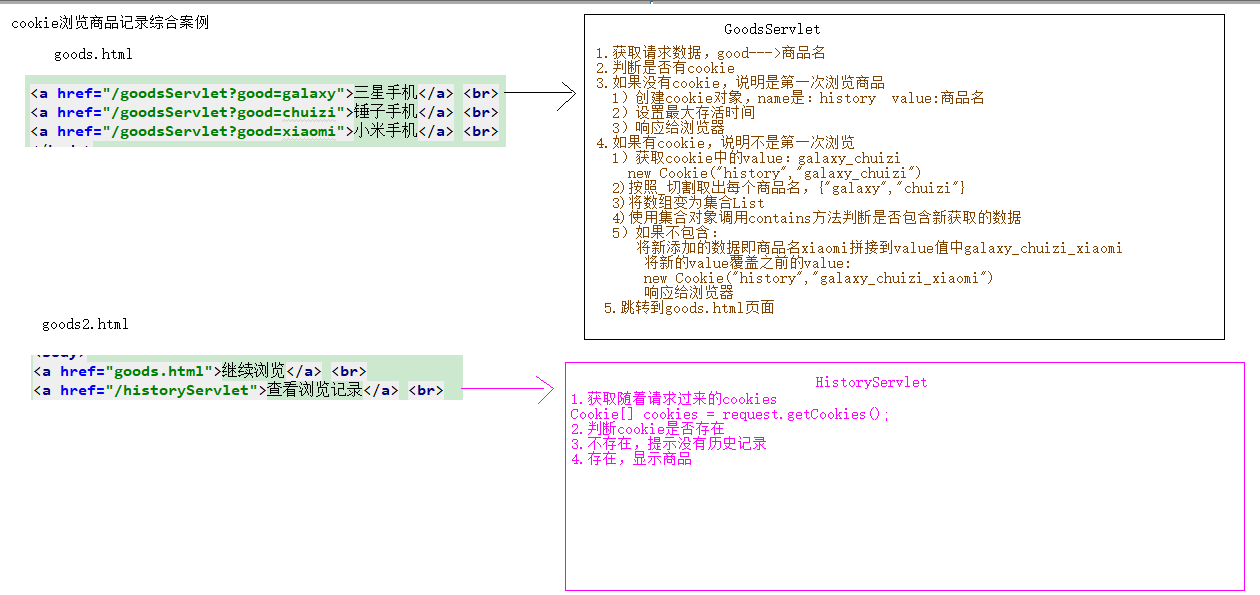 cookie浏览商品记录综合案例
goods.html
<a href="/goodsServlet?good=galaxy">三星手机</a> <br>
<a href="/goodsServlet?good=chuizi">锤子手机</a> <br>
<a href="/goodsServlet?good=xiaomi">小米手机</a> <br>
GoodsServlet
1.获取请求数据，good--->商品名
2.判断是否有cookie
3.如果没有cookie，说明是第一次浏览商品
1）创建cookie对象，name是：history value:商品名
2）设置最大存活时间
3）响应给浏览器
4.如果有cookie，说明不是第一次浏览
1）获取cookie中的value：galaxy_chuizi
new Cookie("history","galaxy_chuizi")
2)按照_切割取出每个商品名，{"galaxy","chuizi"}
3)将数组变为集合List
4)使用集合对象调用contains方法判断是否包含新获取的数据
5）如果不包含：
将新添加的数据即商品名xiaomi拼接到value值中galaxy_chuizi_xiaomi
将新的value覆盖之前的value:
new Cookie("history","galaxy_chuizi_xiaomi")
响应给浏览器
5.跳转到goods.html页面
goods2.html
<body>
<a href="goods.html">继续浏览</a> <br>
<a href="/historyServlet">查看浏览记录</a> <br>
HistoryServlet
1.获取随着请求过来的cookies
Cookie[] cookies = request.getCookies();
2.判断cookie是否存在
3.不存在，提示没有历史记录
4.存在，显示商品